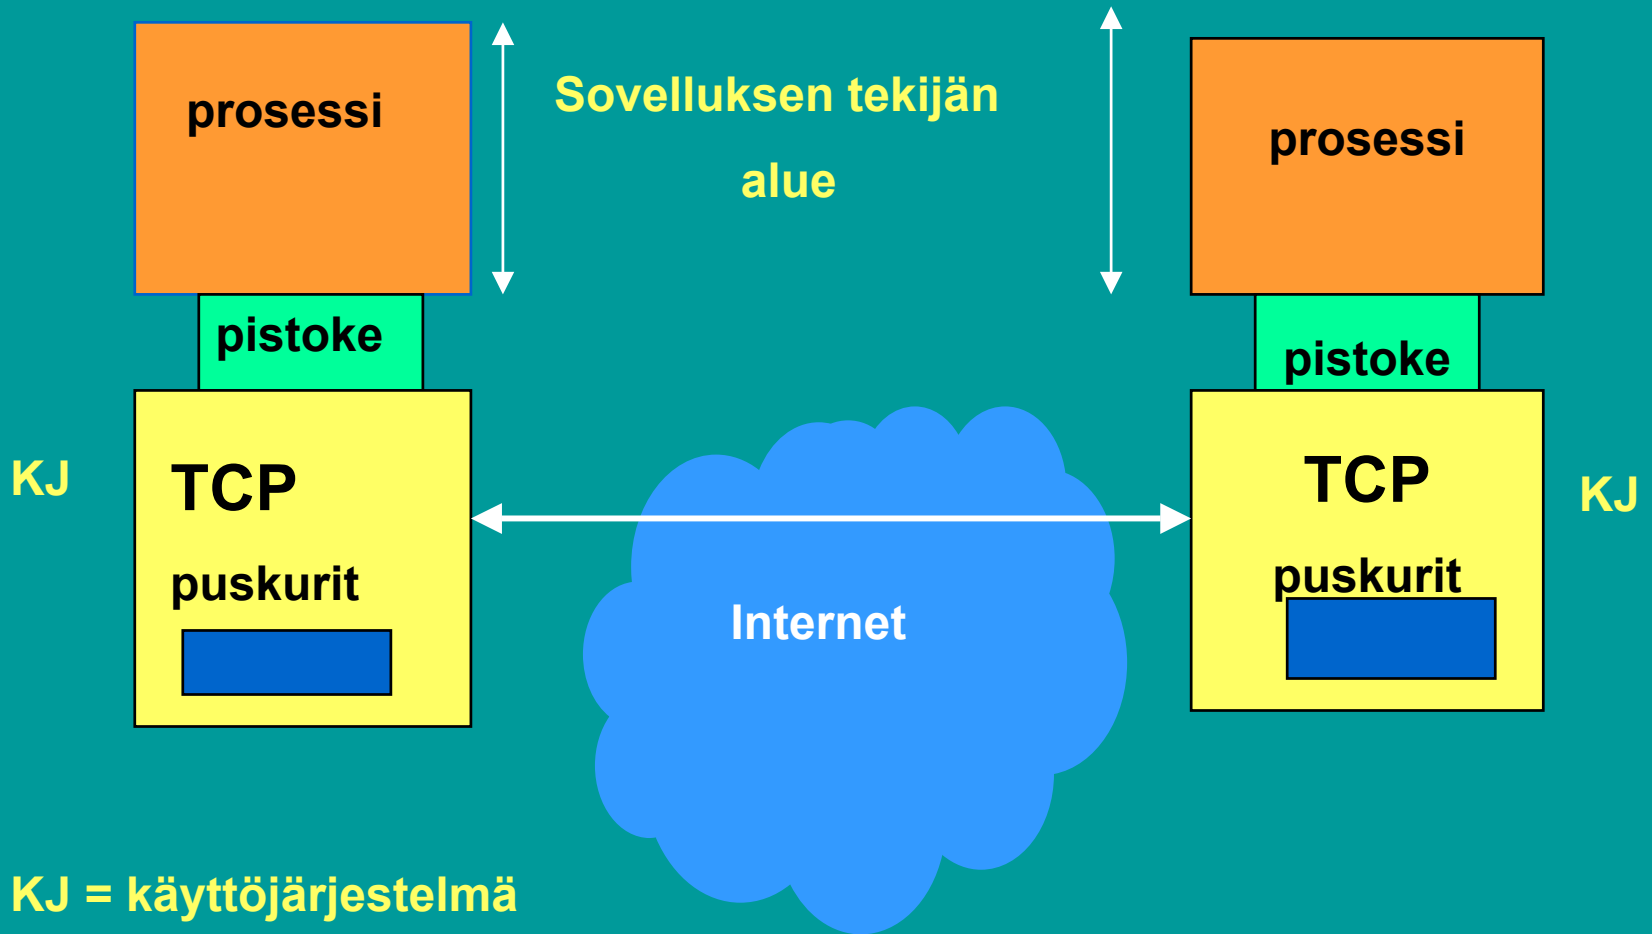 prosessi
Sovelluksen tekijän
alue
prosessi
pistoke
pistoke
KJ
TCP
puskurit
Internet
TCP
puskurit
KJ
KJ = käyttöjärjestelmä